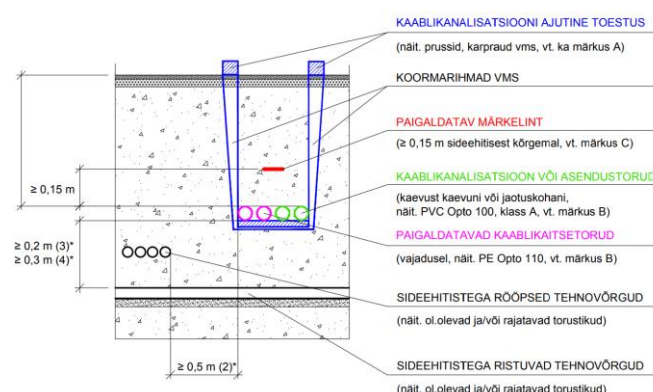 KAABLIKANALISATSIOONI AJUTINE TOESTUS
(näit. prussid, karpraud vms, vt. ka märkus A)
KOORMARIHMAD VMS
PAIGALDATAV MÄRKELINT
(≥ 0,15 m sideehitisest kõrgemal, vt. märkus C)
≥ 0,15 m
KAABLIKANALISATSIOON VÕI ASENDUSTORUD
(kaevust kaevuni või jaotuskohani,
näit. PVC Opto 100, klass A, vt. märkus B)
PAIGALDATAVAD KAABLIKAITSETORUD
(vajadusel, näit. PE Opto 110, vt. märkus B)
≥ 0,2 m (3)*
≥ 0,3 m (4)*
SIDEEHITISTEGA RÖÖPSED TEHNOVÕRGUD
(näit. ol.olevad ja/või rajatavad torustikud)
≥ 0,5 m (2)*
SIDEEHITISTEGA RISTUVAD TEHNOVÕRGUD
(näit. ol.olevad ja/või rajatavad torustikud)